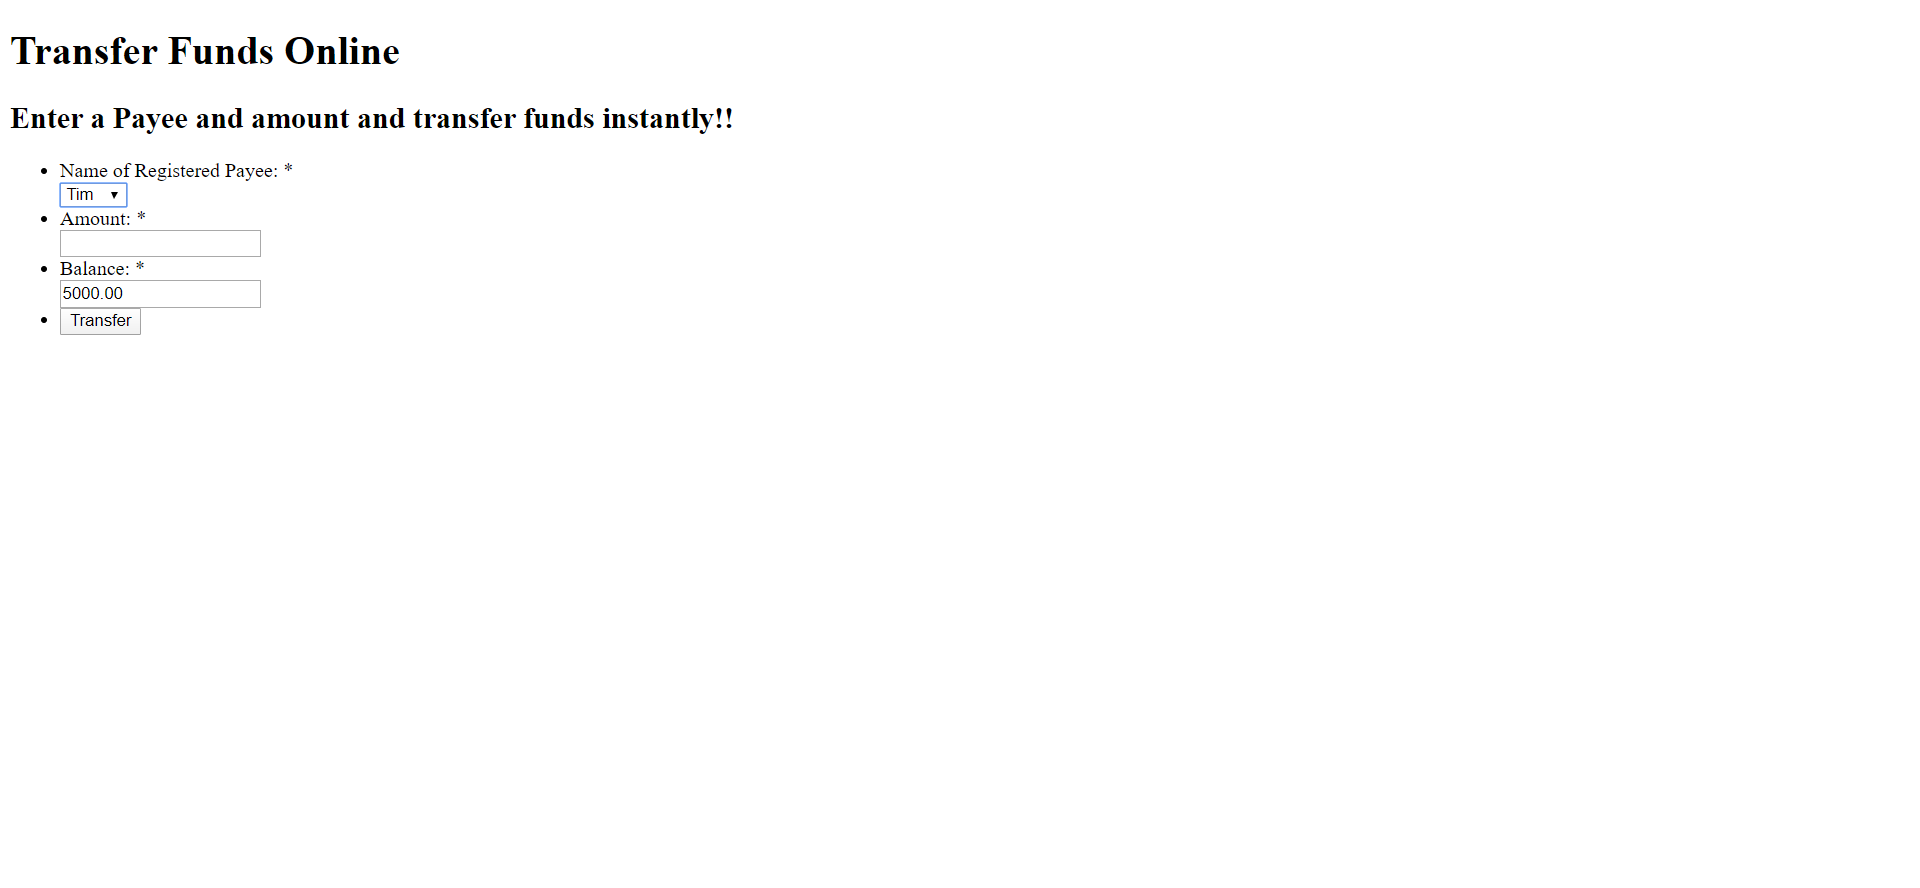 Transfer Funds Online
Enter a Payee and amount and transfer funds instantly!!
Name of Registered Payee: *
Tim
Amount: *
Balance: *
5000.00
Transfer